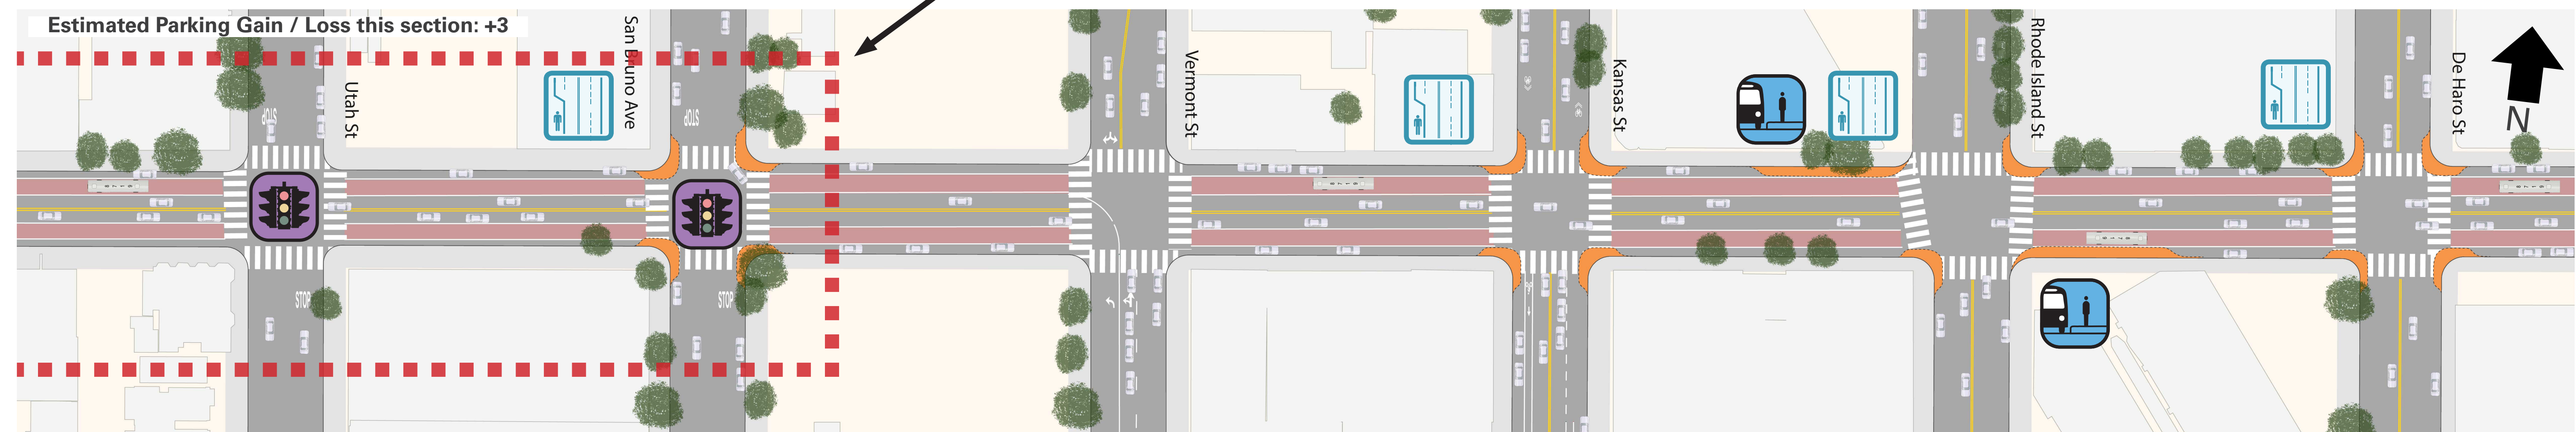 Estimated Parking Gain / Loss this section: +3
Utah St
San Bruno Ave
Vermont St
Kansas St
Rhode Island St
De Haro St
N
STOP
STOP
STOP
STOP